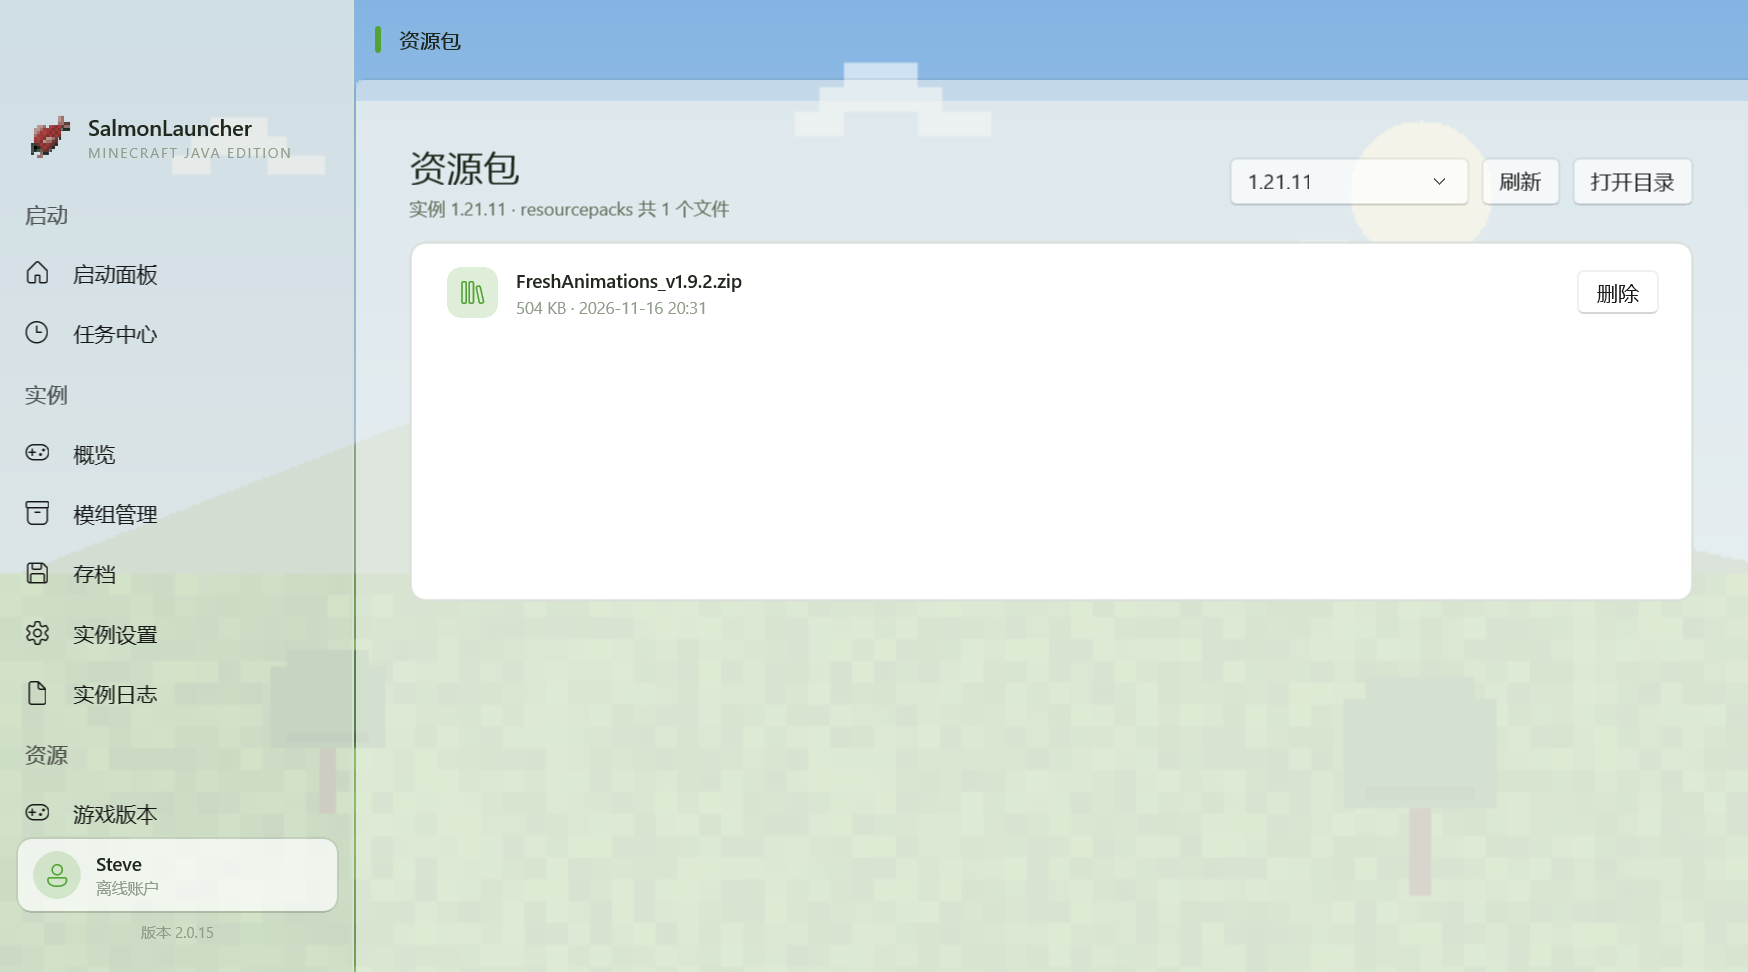 资源包
SalmonLauncher
MINECRAFT JAVA EDITION
启动
启动面板
任务中心
实例
概览
模组管理
存档
实例设置
实例日志
资源
游戏版本
Steve
离线账户
版本 2.0.15
资源包
实例 1.21.11 · resourcepacks 共 1 个文件
1.21.11
刷新
打开目录
FreshAnimations_v1.9.2.zip
504 KB · 2026-11-16 20:31
删除